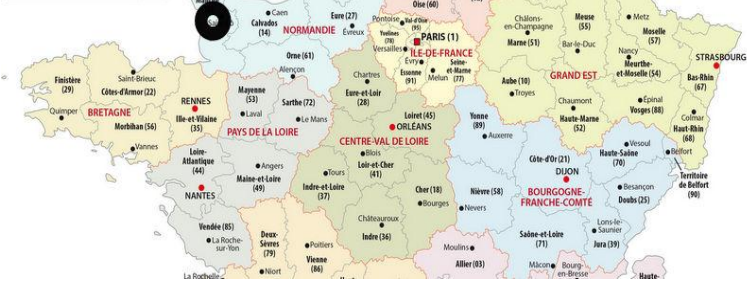 Oise (60)
Caen
Calvados
(14)
NORMANDIE
Eure (27)
Évreux
Orne (61)
Alençon
Pontoise
Val-d'Oise
(95)
PARIS (1)
Yvelines
(78)
Versailles
ÎLE-DE-FRANCE
Évry
Essonne
(91)
Melun
Seine-
et-Marne
(77)
Châlons-
en-Champagne
Marne (51)
Meuse
(55)
Bar-le-Duc
Metz
Moselle
(57)
Nancy
Meurthe-
et-Moselle (54)
STRASBOURG
Bas-Rhin
(67)
GRAND EST
Aube (10)
Troyes
Chaumont
Haute-
Marne (52)
Épinal
Vosges (88)
Colmar
Haut-Rhin
(68)
Finistère
(29)
Saint-Brieuc
Côtes-d'Armor (22)
Quimper
BRETAGNE
Morbihan (56)
Vannes
RENNES
Ille-et-Vilaine
(35)
Mayenne
(53)
Laval
Sarthe (72)
Le Mans
PAYS DE LA LOIRE
Loire-
Atlantique
(44)
NANTES
Angers
Maine-et-Loire
(49)
Vendée (85)
La Roche-
sur-Yon
La Rochelle
Deux-
Sèvres
(79)
Niort
Poitiers
Vienne
(86)
Chartres
Eure-et-Loir
(28)
Loiret (45)
ORLÉANS
CENTRE-VAL DE LOIRE
Blois
Loir-et-Cher
(41)
Tours
Indre-et-Loire
(37)
Cher (18)
Bourges
Châteauroux
Indre (36)
Yonne
(89)
Auxerre
Côte-d'Or (21)
DIJON
BOURGOGNE-
FRANCHE-COMTÉ
Nièvre (58)
Nevers
Saône-et-Loire
(71)
Mâcon
Vesoul
Haute-Saône
(70)
Belfort
Territoire
de Belfort
(90)
Besançon
Doubs (25)
Lons-le-
Saunier
Jura (39)
Moulins
Allier (03)
Bourg-
en-Bresse
Haute-